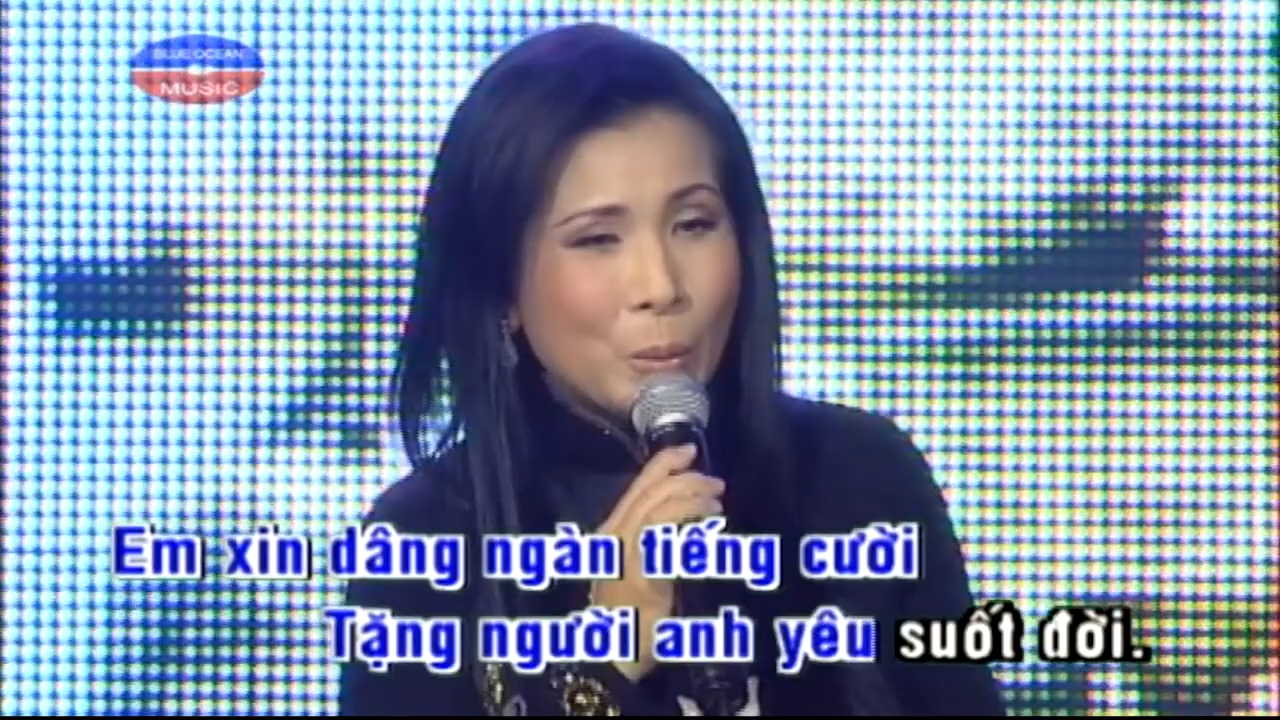 BLUE OCEAN
MUSIC
Em xin dâng ngàn tiếng cười
Tặng người anh yêu suốt đời.